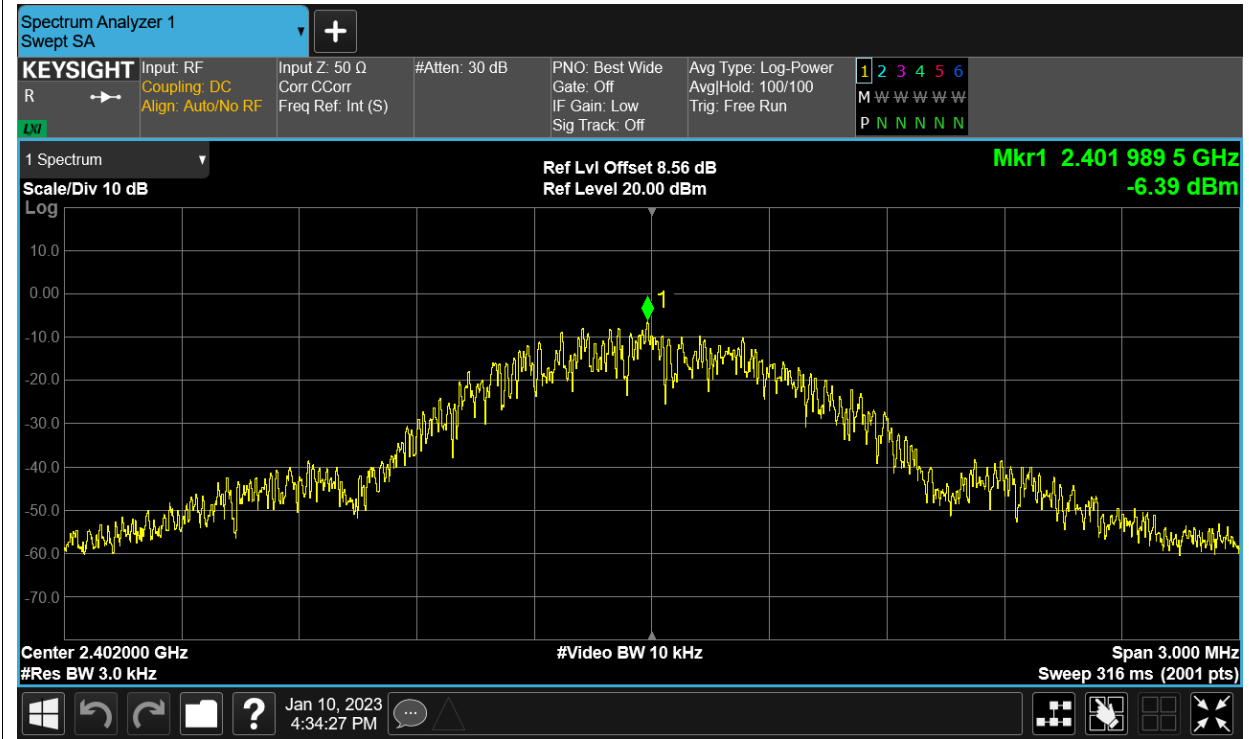 Spectrum Analyzer 1
Swept SA
+
KEYSIGHT
R
LXI
Input: RF
Coupling: DC
Align: Auto/No RF
Input Z: 50 Ω
Corr CCorr
Freq Ref: Int (S)
#Atten: 30 dB
PNO: Best Wide
Gate: Off
IF Gain: Low
Sig Track: Off
Avg Type: Log-Power
Avg|Hold: 100/100
Trig: Free Run
1 2 3 4 5 6
M W W W W W
P N N N N N
1 Spectrum
Scale/Div 10 dB
Log
Ref Lvl Offset 8.56 dB
Ref Level 20.00 dBm
Mkr1 2.401 989 5 GHz
-6.39 dBm
10.0
0.00
1
-10.0
-20.0
-30.0
-40.0
-50.0
-60.0
-70.0
Center 2.402000 GHz
#Video BW 10 kHz
Span 3.000 MHz
#Res BW 3.0 kHz
Sweep 316 ms (2001 pts)
?
Jan 10, 2023
4:34:27 PM